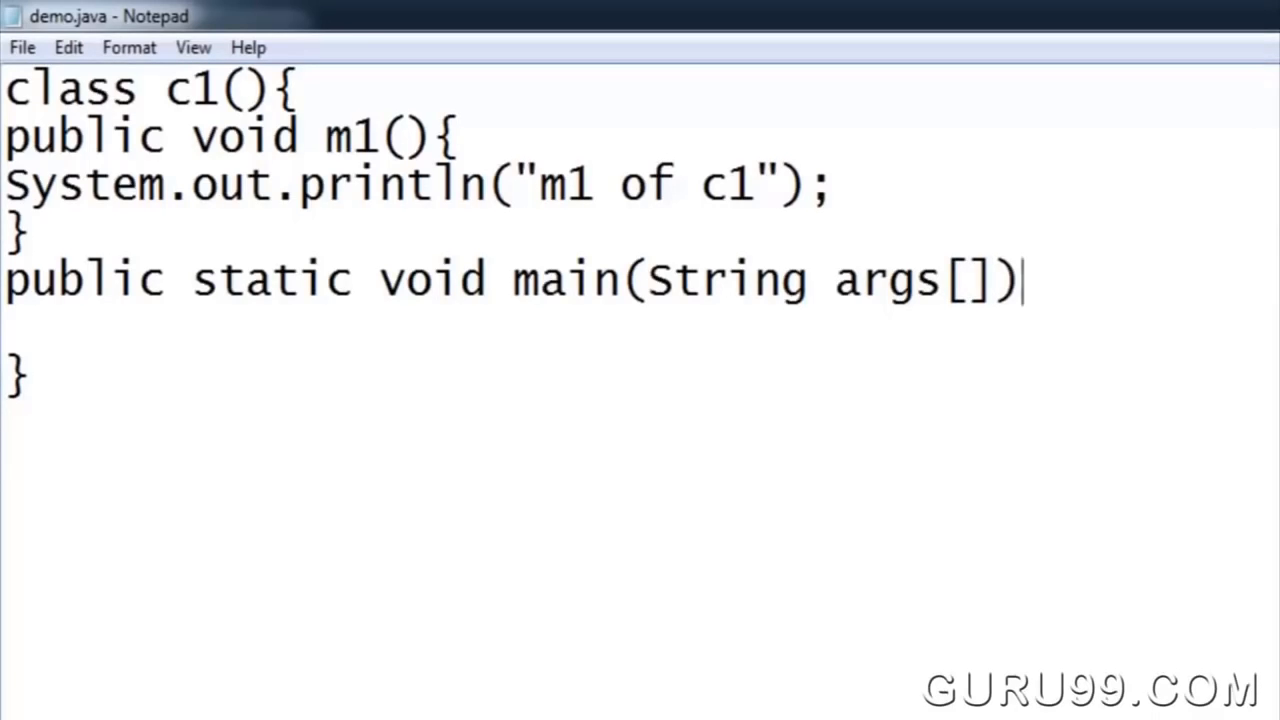 demo.java - Notepad
File Edit Format View Help
class c1(){
public void m1(){
System.out.println("m1 of c1");
}
public static void main(String args[])
}
GURU99.COM